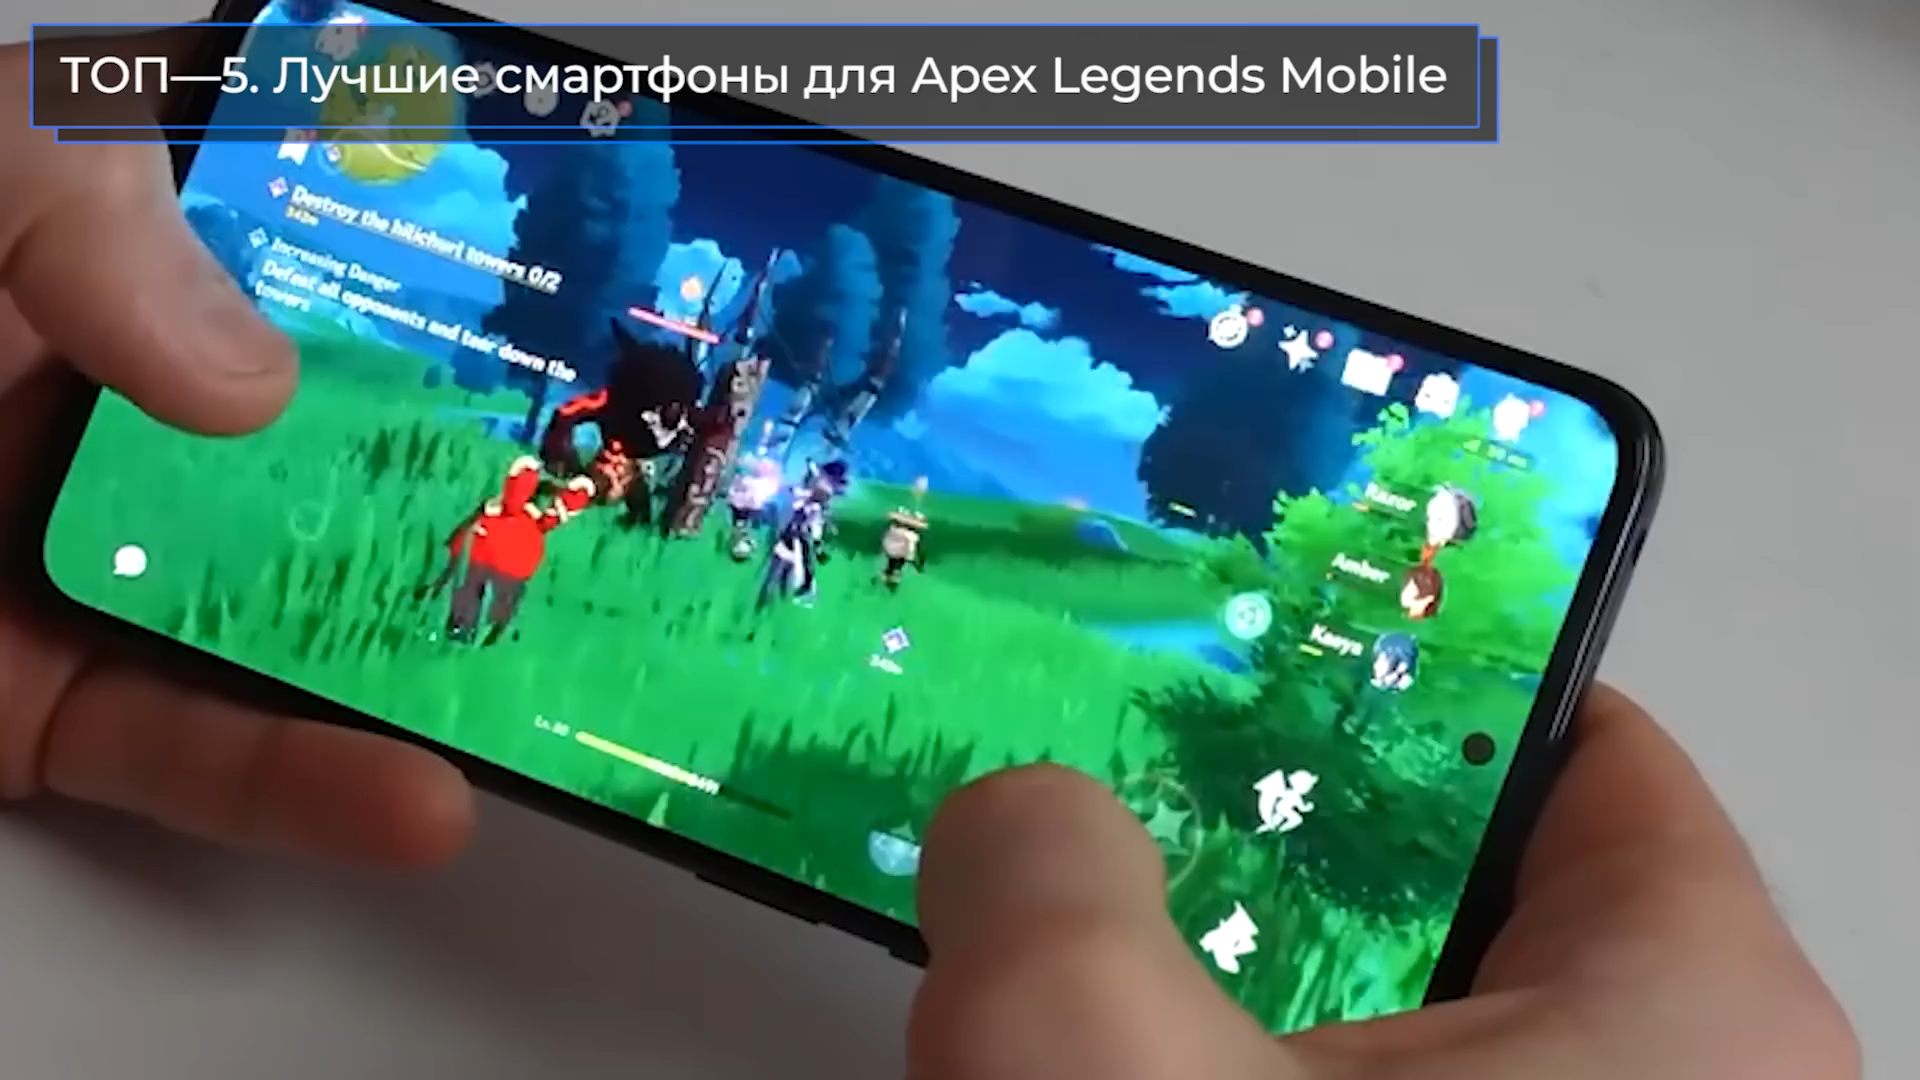 ТОП—5. Лучшие смартфоны для Apex Legends Mobile
Destroy the hilichurl towers 0/2
342m
Increasing Danger
Defeat all opponents and tear down the
towers
Razor
Amber
Kaeya